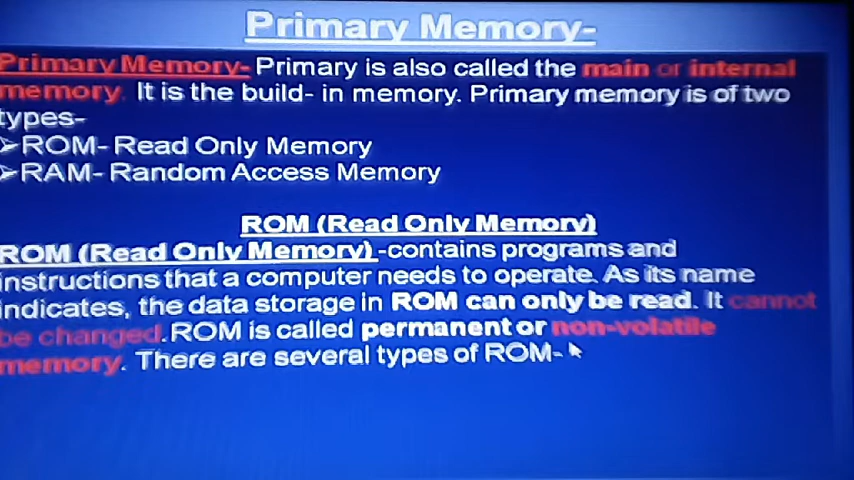 Primary Memory-
Primary Memory- Primary is also called the main or internal
memory. It is the build- in memory. Primary memory is of two
types-
➢ROM- Read Only Memory
➢RAM- Random Access Memory
ROM (Read Only Memory)
ROM (Read Only Memory) -contains programs and
instructions that a computer needs to operate. As its name
indicates, the data storage in ROM can only be read. It cannot
be changed.ROM is called permanent or non-volatile
memory. There are several types of ROM-